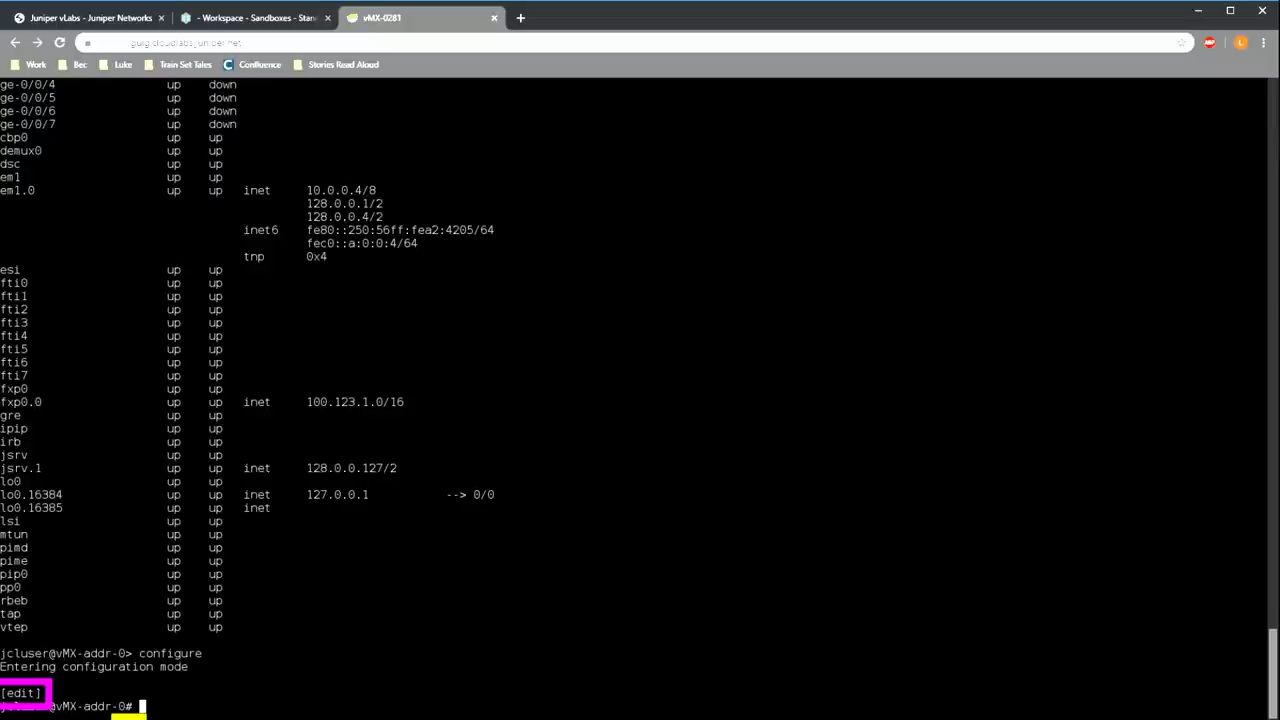 Juniper vLabs - Juniper Networks
- Workspace - Sandboxes - Stan
vMX-0281
Work Bec Luke Train Set Tales Confluence Stories Read Aloud
ge-0/0/4 up down
ge-0/0/5 up down
ge-0/0/6 up down
ge-0/0/7 up down
cbp0 up up
demux0 up up
dsc up up
em1 up up
em1.0 up up inet 10.0.0.4/8
128.0.0.1/2
128.0.0.4/2
inet6 fe80::250:56ff:fea2:4205/64
fec0::a:0:0:4/64
tnp 0x4
esi up up
fti0 up up
fti1 up up
fti2 up up
fti3 up up
fti4 up up
fti5 up up
fti6 up up
fti7 up up
fxp0 up up
fxp0.0 up up inet 100.123.1.0/16
gre up up
ipip up up
irb up up
jsrv up up
jsrv.1 up up inet 128.0.0.127/2
lo0 up up
lo0.16384 up up inet 127.0.0.1 --> 0/0
lo0.16385 up up inet
lsi up up
mtun up up
pimd up up
pime up up
pip0 up up
pp0 up up
rbeb up up
tap up up
vtep up up
jcluser@vMX-addr-0> configure
Entering configuration mode
[edit]
jcluser@vMX-addr-0#